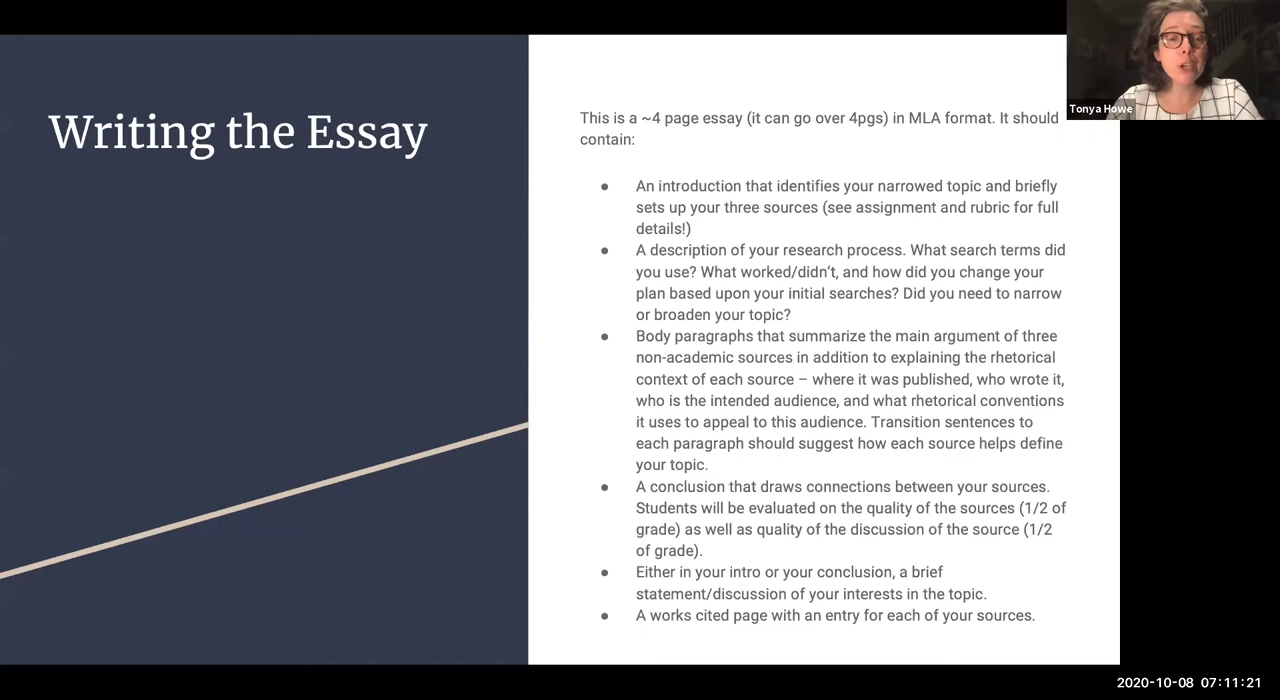 Writing the Essay
This is a ~4 page essay (it can go over 4pgs) in MLA format. It should
contain:
● An introduction that identifies your narrowed topic and briefly
sets up your three sources (see assignment and rubric for full
details!)
● A description of your research process. What search terms did
you use? What worked/didn't, and how did you change your
plan based upon your initial searches? Did you need to narrow
or broaden your topic?
● Body paragraphs that summarize the main argument of three
non-academic sources in addition to explaining the rhetorical
context of each source – where it was published, who wrote it,
who is the intended audience, and what rhetorical conventions
it uses to appeal to this audience. Transition sentences to
each paragraph should suggest how each source helps define
your topic.
● A conclusion that draws connections between your sources.
Students will be evaluated on the quality of the sources (1/2 of
grade) as well as quality of the discussion of the source (1/2
of grade).
● Either in your intro or your conclusion, a brief
statement/discussion of your interests in the topic.
● A works cited page with an entry for each of your sources.
Tonya Howe
2020-10-08 07:11:21